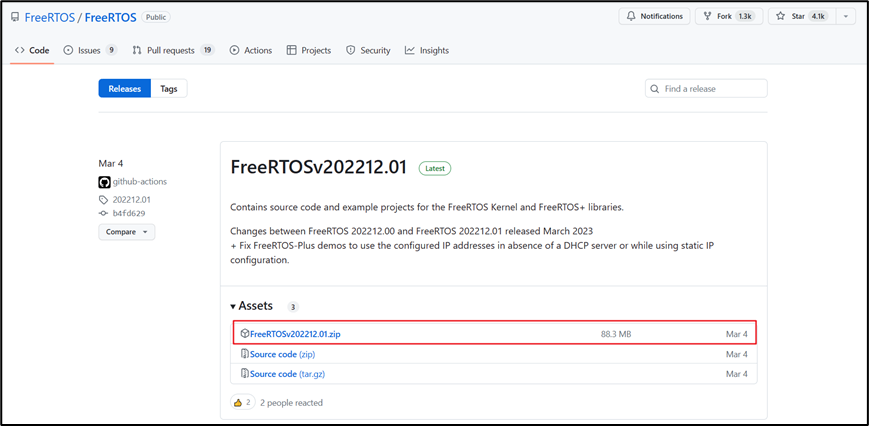 FreeRTOS / FreeRTOS Public
Notifications
Fork 1.3k
Star 4.1k
Code
Issues 9
Pull requests 19
Actions
Projects
Security
Insights
Releases
Tags
Find a release
Mar 4
github-actions
202212.01
b4fd629
Compare
FreeRTOSv202212.01 Latest
Contains source code and example projects for the FreeRTOS Kernel and FreeRTOS+ libraries.
Changes between FreeRTOS 202212.00 and FreeRTOS 202212.01 released March 2023
+ Fix FreeRTOS-Plus demos to use the configured IP addresses in absence of a DHCP server or while using static IP
configuration.
Assets 3
FreeRTOSv202212.01.zip 88.3 MB Mar 4
Source code (zip) Mar 4
Source code (tar.gz) Mar 4
👍 2 2 people reacted